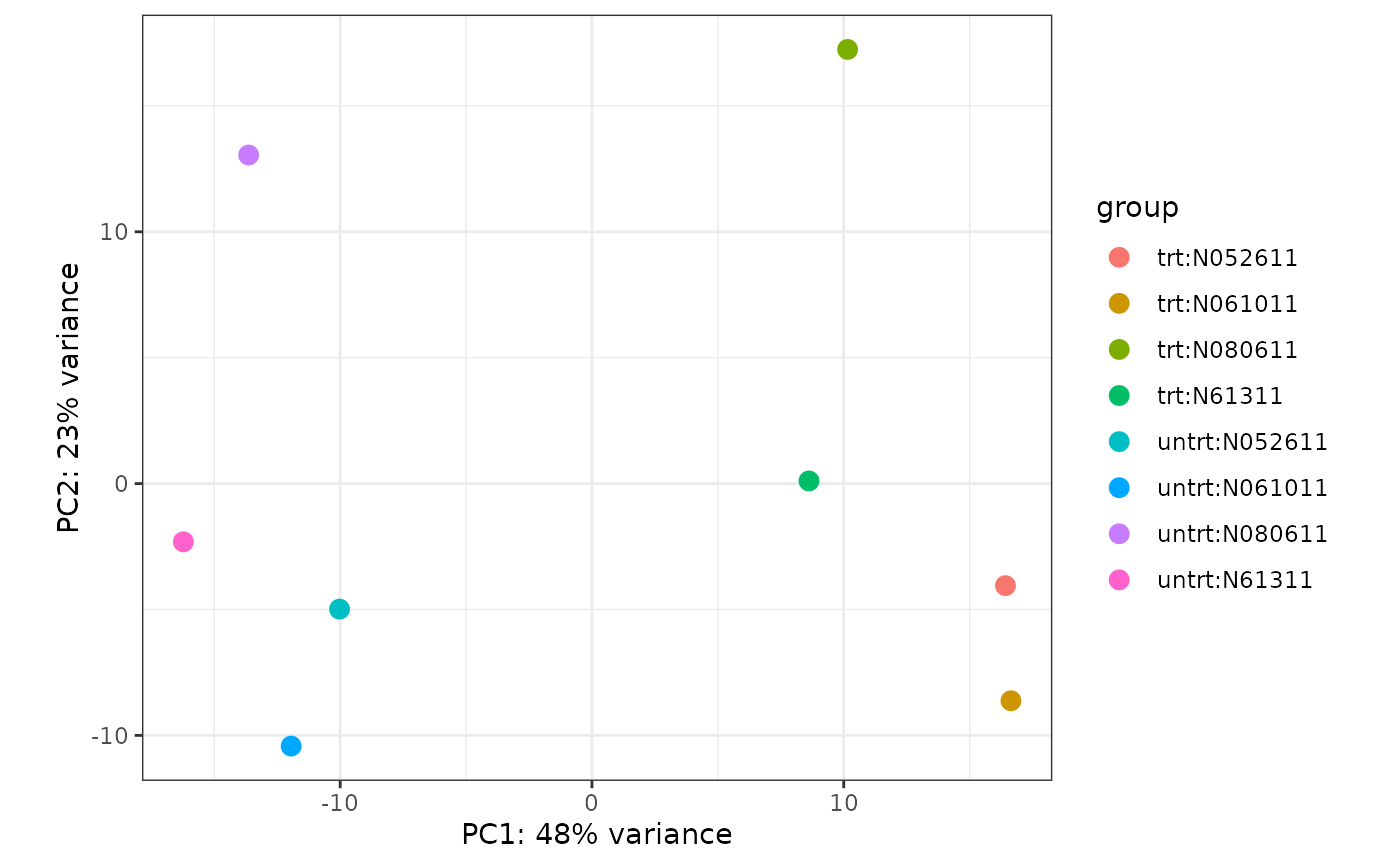 10
0
-10
PC2: 23% variance
-10
0
10
PC1: 48% variance
group
trt:N052611
trt:N061011
trt:N080611
trt:N61311
untrt:N052611
untrt:N061011
untrt:N080611
untrt:N61311